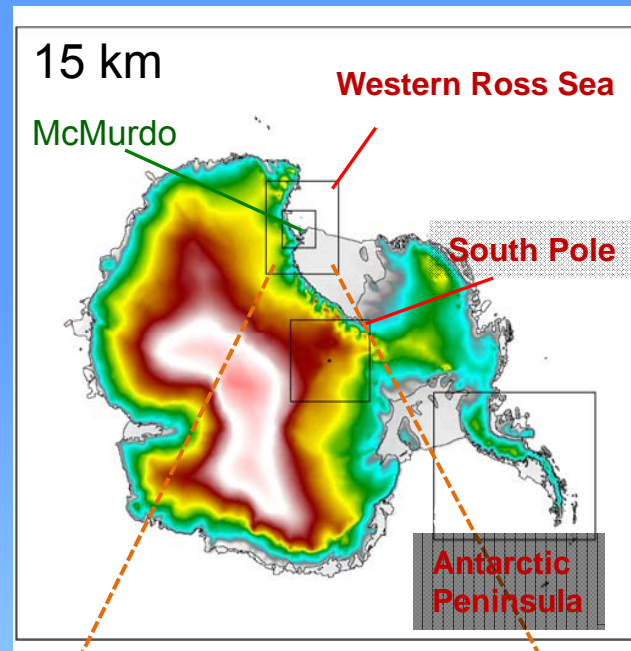 15 km
Western Ross Sea
McMurdo
South Pole
Antarctic
Peninsula